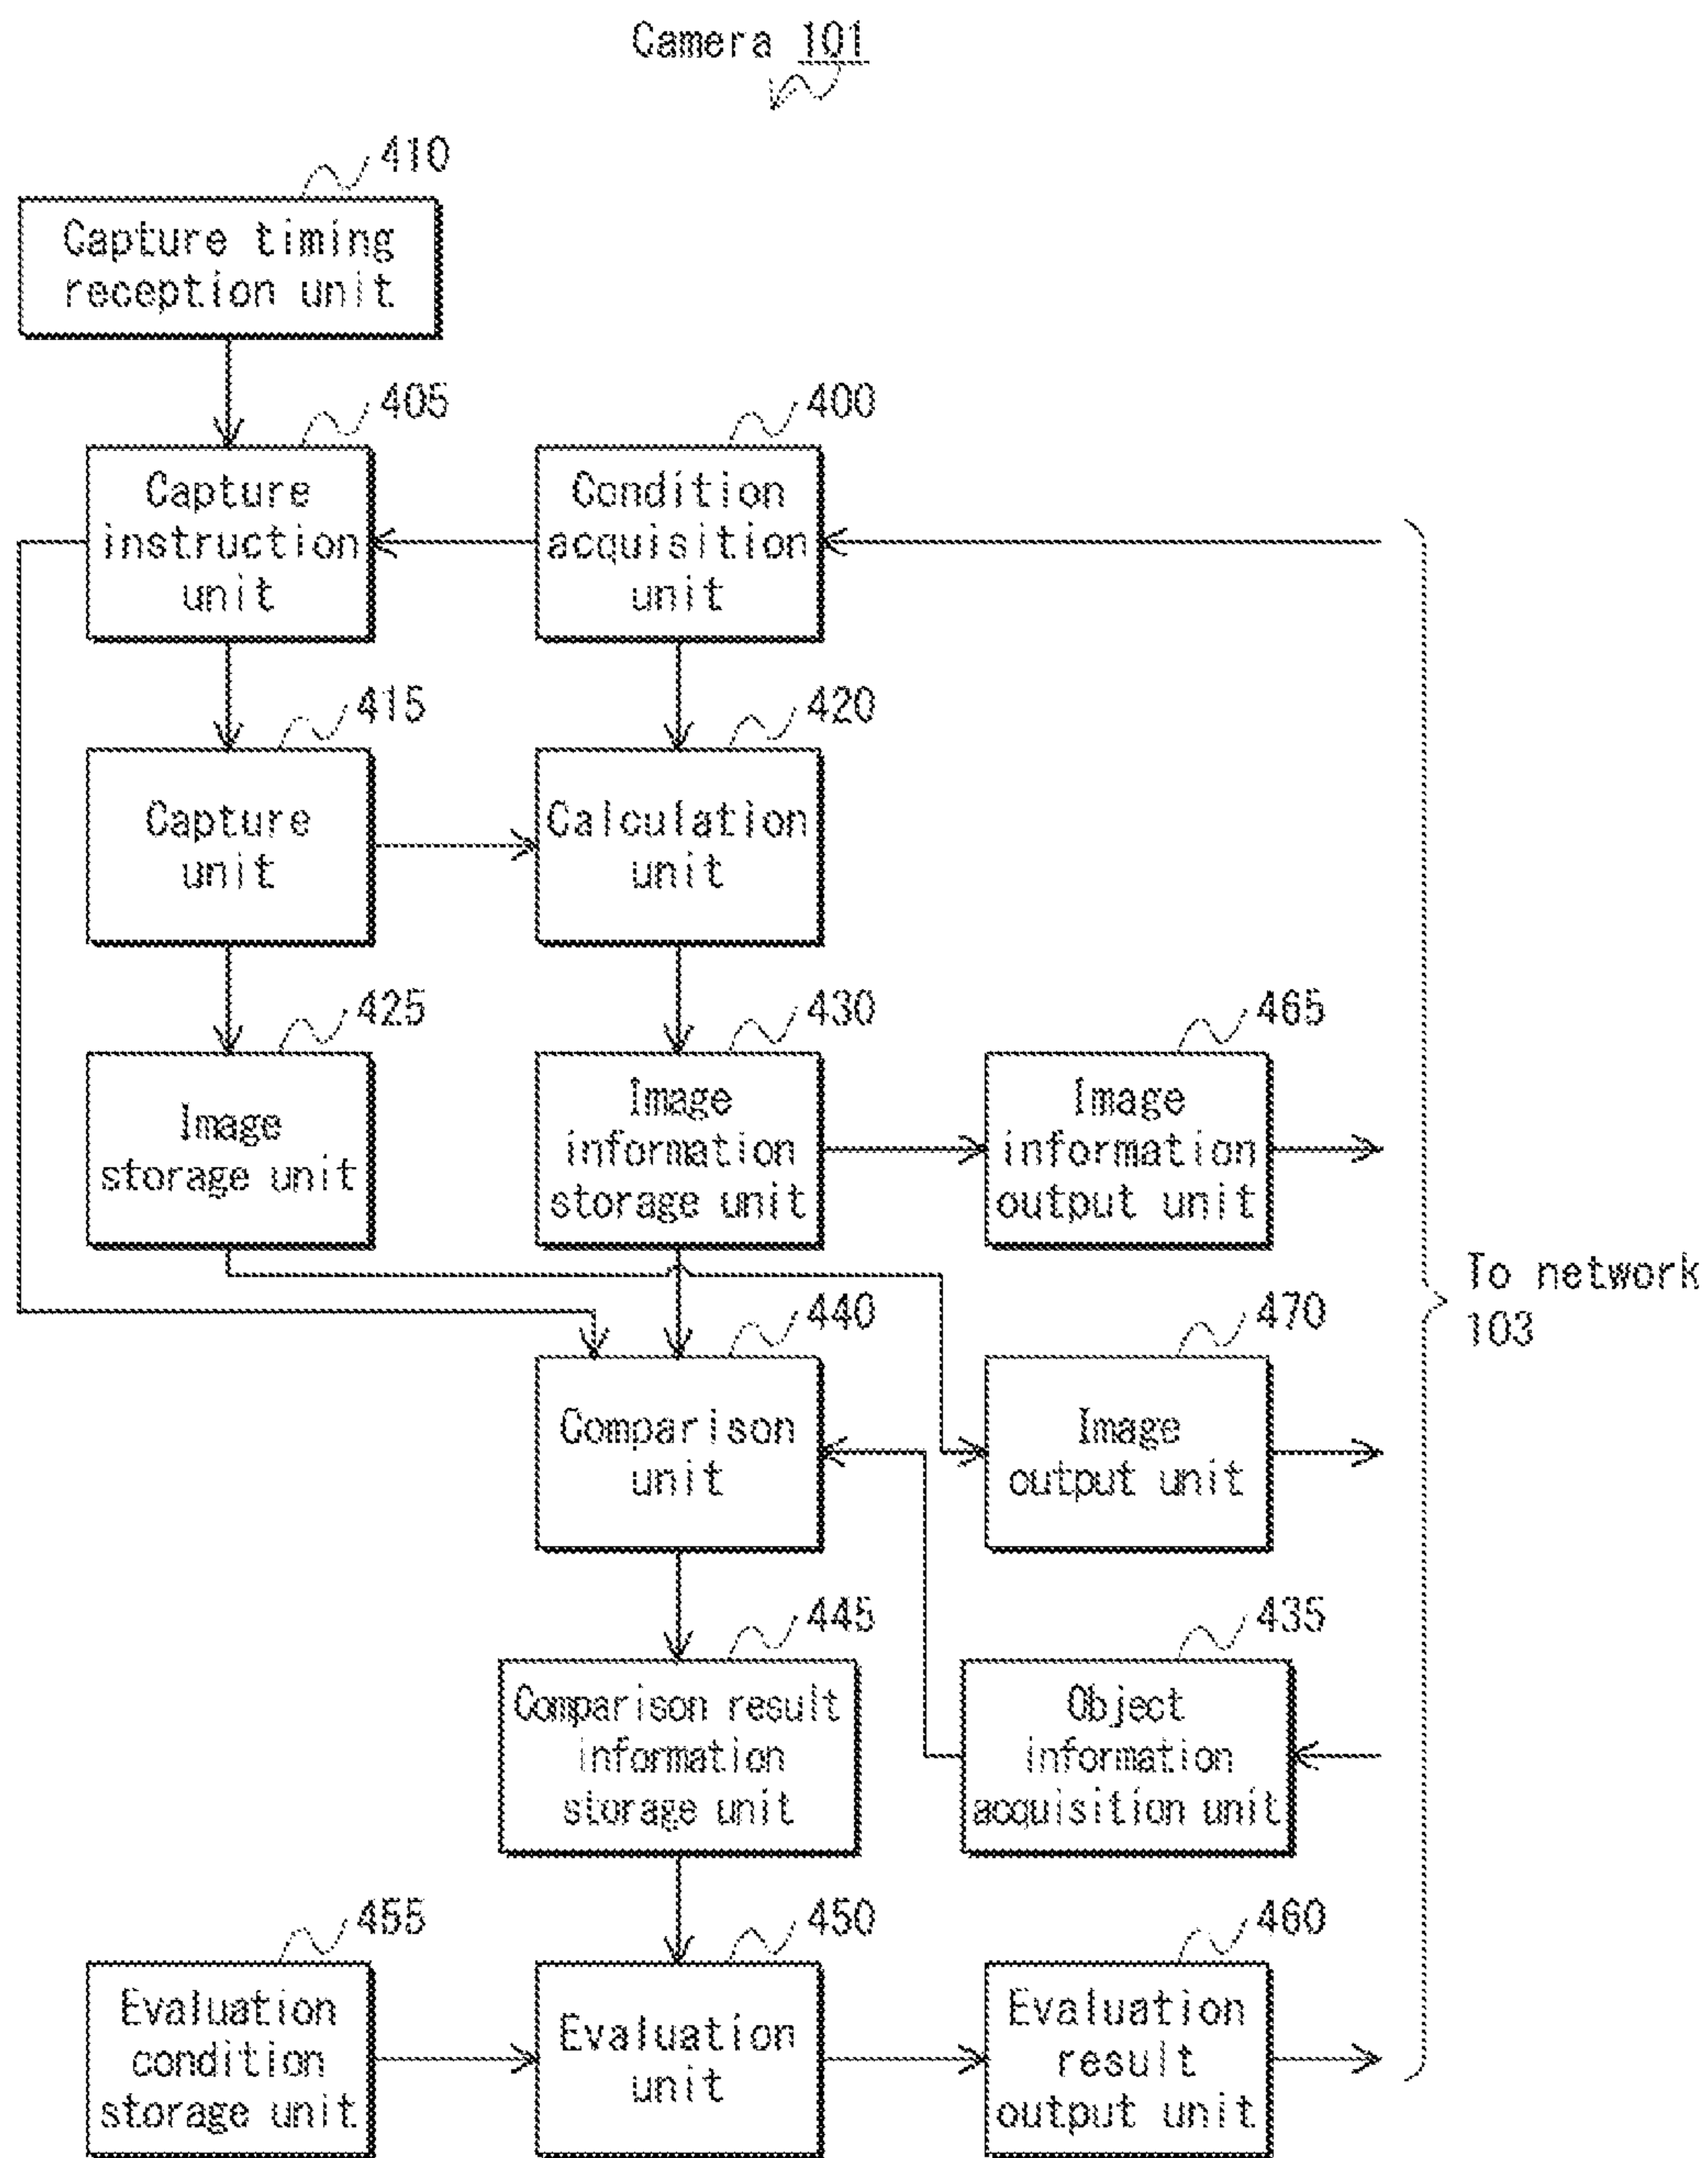 Camera 101
410
Capture timing
reception unit
405
Capture
instruction
unit
400
Condition
acquisition
unit
415
Capture
unit
420
Calculation
unit
425
Image
storage unit
430
Image
information
storage unit
465
Image
information
output unit
To network
103
440
Comparison
unit
470
Image
output unit
445
Comparison result
information
storage unit
435
Object
information
acquisition unit
455
Evaluation
condition
storage unit
450
Evaluation
unit
460
Evaluation
result
output unit